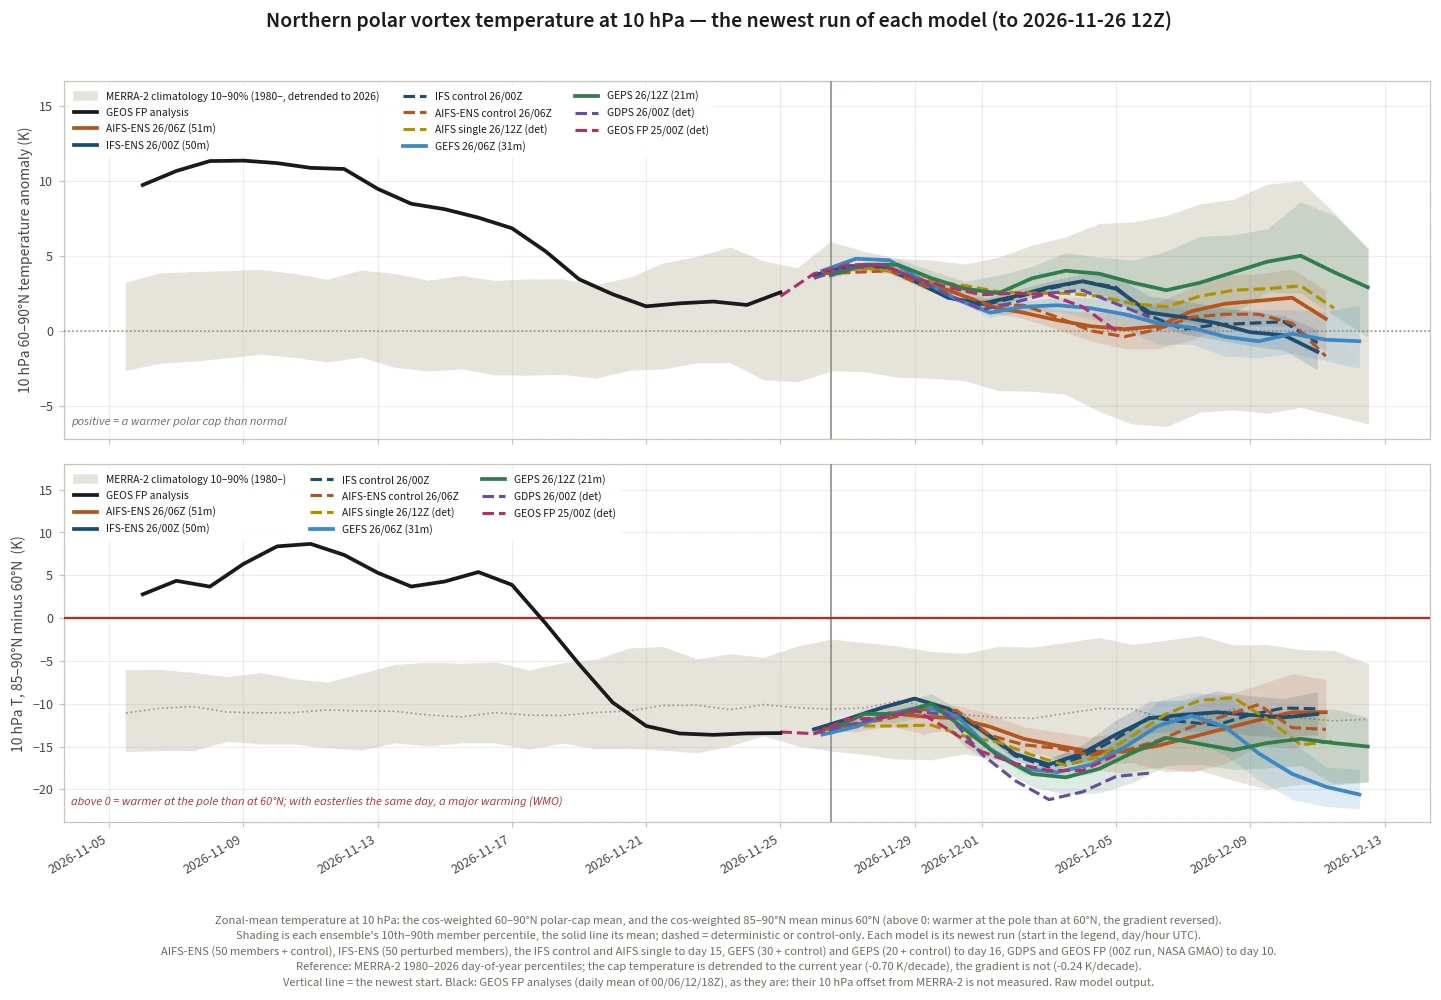 Northern polar vortex temperature at 10 hPa — the newest run of each model (to 2026-11-26 12Z)
10 hPa 60–90°N temperature anomaly (K)
15
10
5
0
−5
MERRA-2 climatology 10–90% (1980–, detrended to 2026)
GEOS FP analysis
AIFS-ENS 26/06Z (51m)
IFS-ENS 26/00Z (50m)
IFS control 26/00Z
AIFS-ENS control 26/06Z
AIFS single 26/12Z (det)
GEFS 26/06Z (31m)
GEPS 26/12Z (21m)
GDPS 26/00Z (det)
GEOS FP 25/00Z (det)
positive = a warmer polar cap than normal
10 hPa T, 85–90°N minus 60°N (K)
15
10
5
0
−5
−10
−15
−20
MERRA-2 climatology 10–90% (1980–)
GEOS FP analysis
AIFS-ENS 26/06Z (51m)
IFS-ENS 26/00Z (50m)
IFS control 26/00Z
AIFS-ENS control 26/06Z
AIFS single 26/12Z (det)
GEFS 26/06Z (31m)
GEPS 26/12Z (21m)
GDPS 26/00Z (det)
GEOS FP 25/00Z (det)
above 0 = warmer at the pole than at 60°N; with easterlies the same day, a major warming (WMO)
2026-11-05
2026-11-09
2026-11-13
2026-11-17
2026-11-21
2026-11-25
2026-11-29
2026-12-01
2026-12-05
2026-12-09
2026-12-13
Zonal-mean temperature at 10 hPa: the cos-weighted 60–90°N polar-cap mean, and the cos-weighted 85–90°N mean minus 60°N (above 0: warmer at the pole than at 60°N, the gradient reversed).
Shading is each ensemble's 10th–90th member percentile, the solid line its mean; dashed = deterministic or control-only. Each model is its newest run (start in the legend, day/hour UTC).
AIFS-ENS (50 members + control), IFS-ENS (50 perturbed members), the IFS control and AIFS single to day 15, GEFS (30 + control) and GEPS (20 + control) to day 16, GDPS and GEOS FP (00Z run, NASA GMAO) to day 10.
Reference: MERRA-2 1980–2026 day-of-year percentiles; the cap temperature is detrended to the current year (-0.70 K/decade), the gradient is not (-0.24 K/decade).
Vertical line = the newest start. Black: GEOS FP analyses (daily mean of 00/06/12/18Z), as they are: their 10 hPa offset from MERRA-2 is not measured. Raw model output.